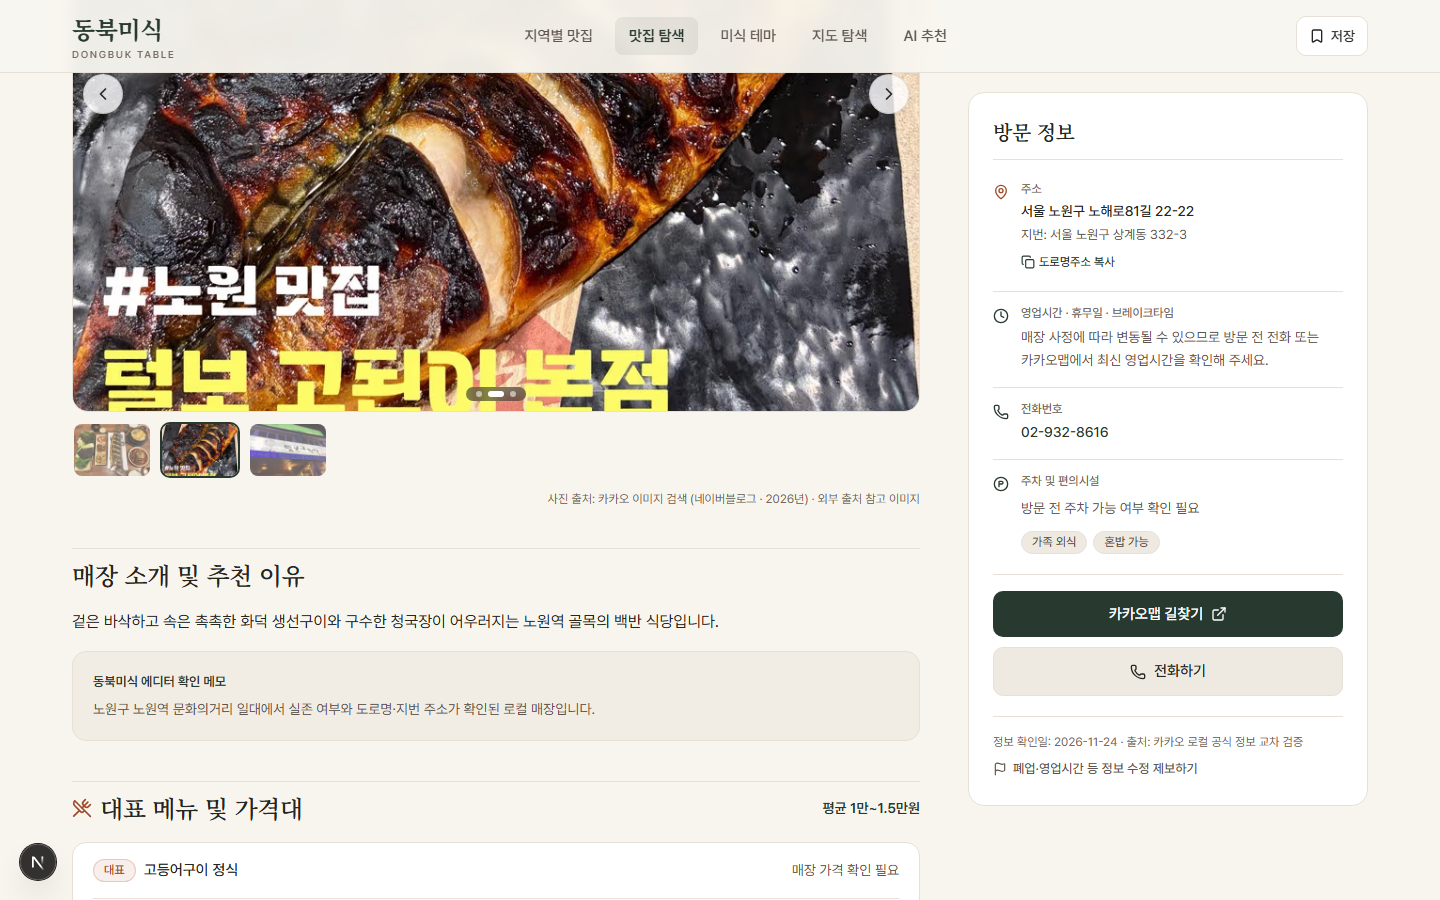 동북미식
DONGBUK TABLE
지역별 맛집
맛집 탐색
미식 테마
지도 탐색
AI 추천
저장
#노원 맛집
털보 고된이 본점
사진 출처: 카카오 이미지 검색 (네이버블로그 · 2026년) · 외부 출처 참고 이미지
매장 소개 및 추천 이유
겉은 바삭하고 속은 촉촉한 화덕 생선구이와 구수한 청국장이 어우러지는 노원역 골목의 백반 식당입니다.
동북미식 에디터 확인 메모
노원구 노원역 문화의거리 일대에서 실존 여부와 도로명·지번 주소가 확인된 로컬 매장입니다.
대표 메뉴 및 가격대
평균 1만~1.5만원
대표
고등어구이 정식
매장 가격 확인 필요
N
방문 정보
주소
서울 노원구 노해로81길 22-22
지번: 서울 노원구 상계동 332-3
도로명주소 복사
영업시간 · 휴무일 · 브레이크타임
매장 사정에 따라 변동될 수 있으므로 방문 전 전화 또는
카카오맵에서 최신 영업시간을 확인해 주세요.
전화번호
02-932-8616
주차 및 편의시설
방문 전 주차 가능 여부 확인 필요
가족 외식
혼밥 가능
카카오맵 길찾기
전화하기
정보 확인일: 2026-11-24 · 출처: 카카오 로컬 공식 정보 교차 검증
폐업·영업시간 등 정보 수정 제보하기